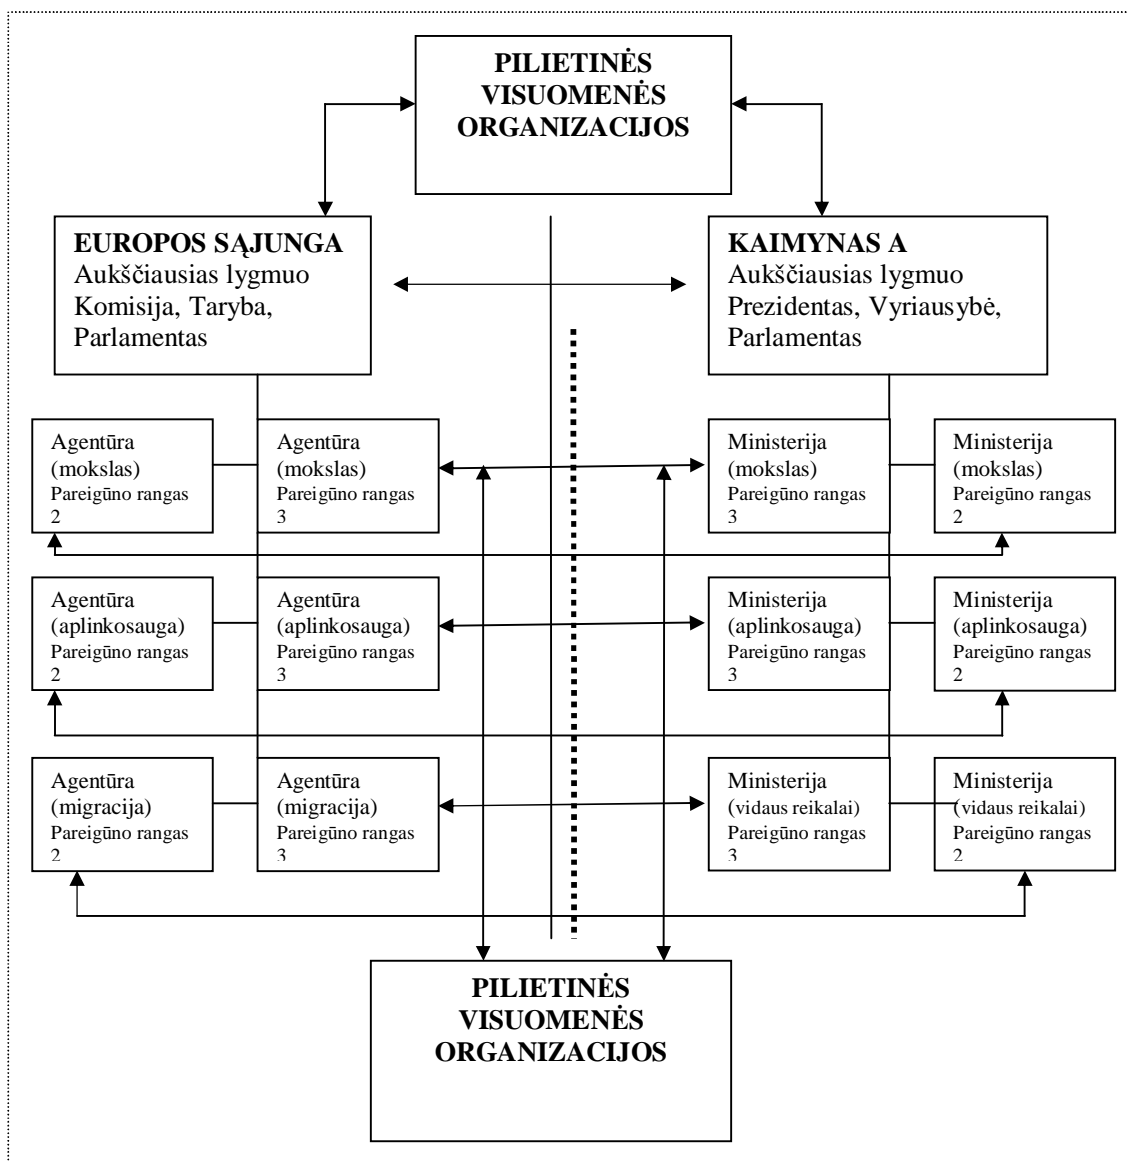 PILIETINĖS
VISUOMENĖS
ORGANIZACIJOS
EUROPOS SĄJUNGA
Aukščiausias lygmuo
Komisija, Taryba,
Parlamentas
KAIMYNAS A
Aukščiausias lygmuo
Prezidentas, Vyriausybė,
Parlamentas
Agentūra
(mokslas)
Pareigūno rangas
2
Agentūra
(mokslas)
Pareigūno rangas
3
Ministerija
(mokslas)
Pareigūno rangas
3
Ministerija
(mokslas)
Pareigūno rangas
2
Agentūra
(aplinkosauga)
Pareigūno rangas
2
Agentūra
(aplinkosauga)
Pareigūno rangas
3
Ministerija
(aplinkosauga)
Pareigūno rangas
3
Ministerija
(aplinkosauga)
Pareigūno rangas
2
Agentūra
(migracija)
Pareigūno rangas
2
Agentūra
(migracija)
Pareigūno rangas
3
Ministerija
(vidaus reikalai)
Pareigūno rangas
3
Ministerija
(vidaus reikalai)
Pareigūno rangas
2
PILIETINĖS
VISUOMENĖS
ORGANIZACIJOS